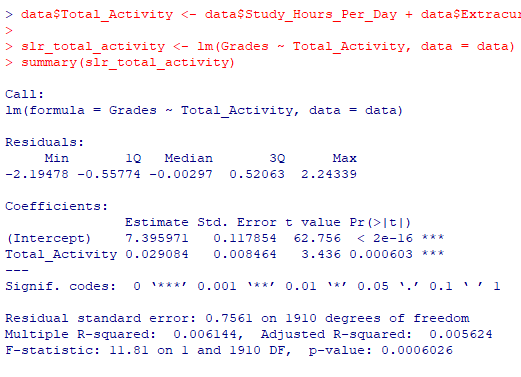 > data$Total_Activity <- data$Study_Hours_Per_Day + data$Extracur
>
> slr_total_activity <- lm(Grades ~ Total_Activity, data = data)
> summary(slr_total_activity)
Call:
lm(formula = Grades ~ Total_Activity, data = data)
Residuals:
     Min       1Q   Median       3Q      Max
-2.19478 -0.55774 -0.00297  0.52063  2.24339
Coefficients:
               Estimate Std. Error t value Pr(>|t|)
(Intercept)    7.395971   0.117854  62.756  < 2e-16 ***
Total_Activity 0.029084   0.008464   3.436 0.000603 ***
---
Signif. codes:  0 ‘***’ 0.001 ‘**’ 0.01 ‘*’ 0.05 ‘.’ 0.1 ‘ ’ 1
Residual standard error: 0.7561 on 1910 degrees of freedom
Multiple R-squared:  0.006144,  Adjusted R-squared:  0.005624
F-statistic: 11.81 on 1 and 1910 DF,  p-value: 0.0006026